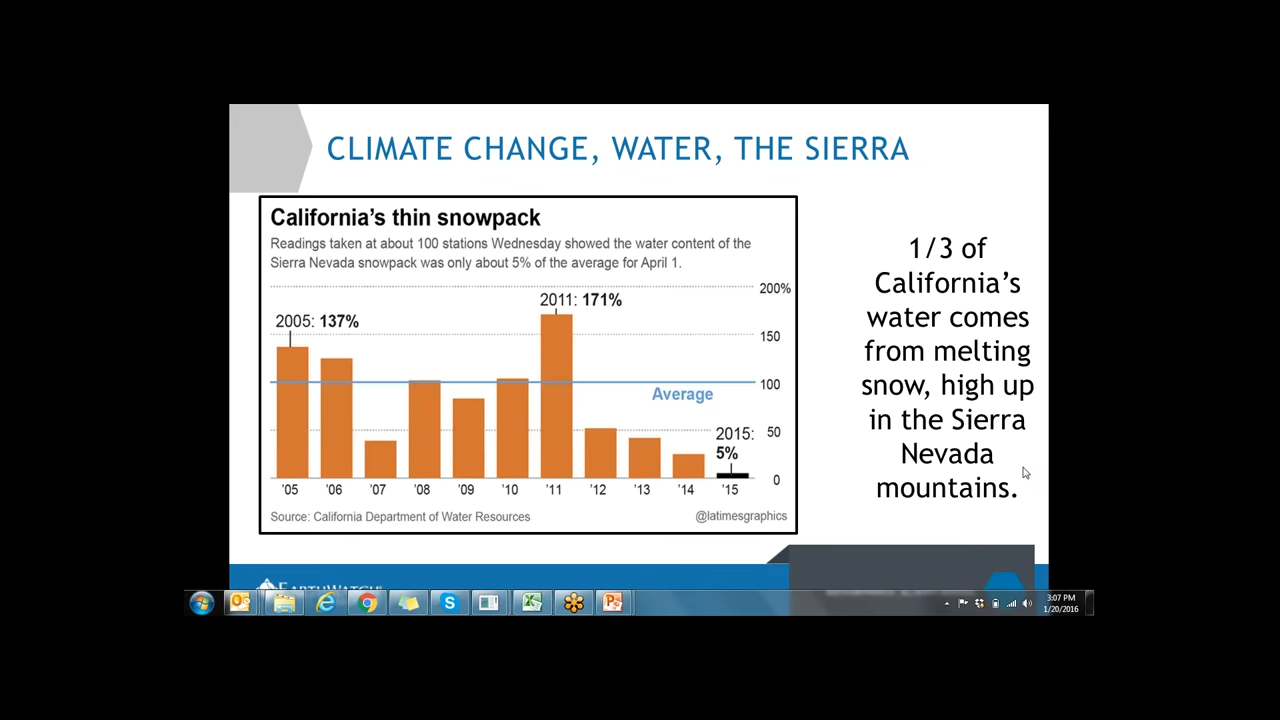 CLIMATE CHANGE, WATER, THE SIERRA
California's thin snowpack
Readings taken at about 100 stations Wednesday showed the water content of the
Sierra Nevada snowpack was only about 5% of the average for April 1.
200%
2011: 171%
2005: 137%
150
100
Average
2015:
5%
50
0
'05 '06 '07 '08 '09 '10 '11 '12 '13 '14 '15
Source: California Department of Water Resources
@latimesgraphics
1/3 of
California's
water comes
from melting
snow, high up
in the Sierra
Nevada
mountains.
EARTHWATCH
3:07 PM
1/20/2016